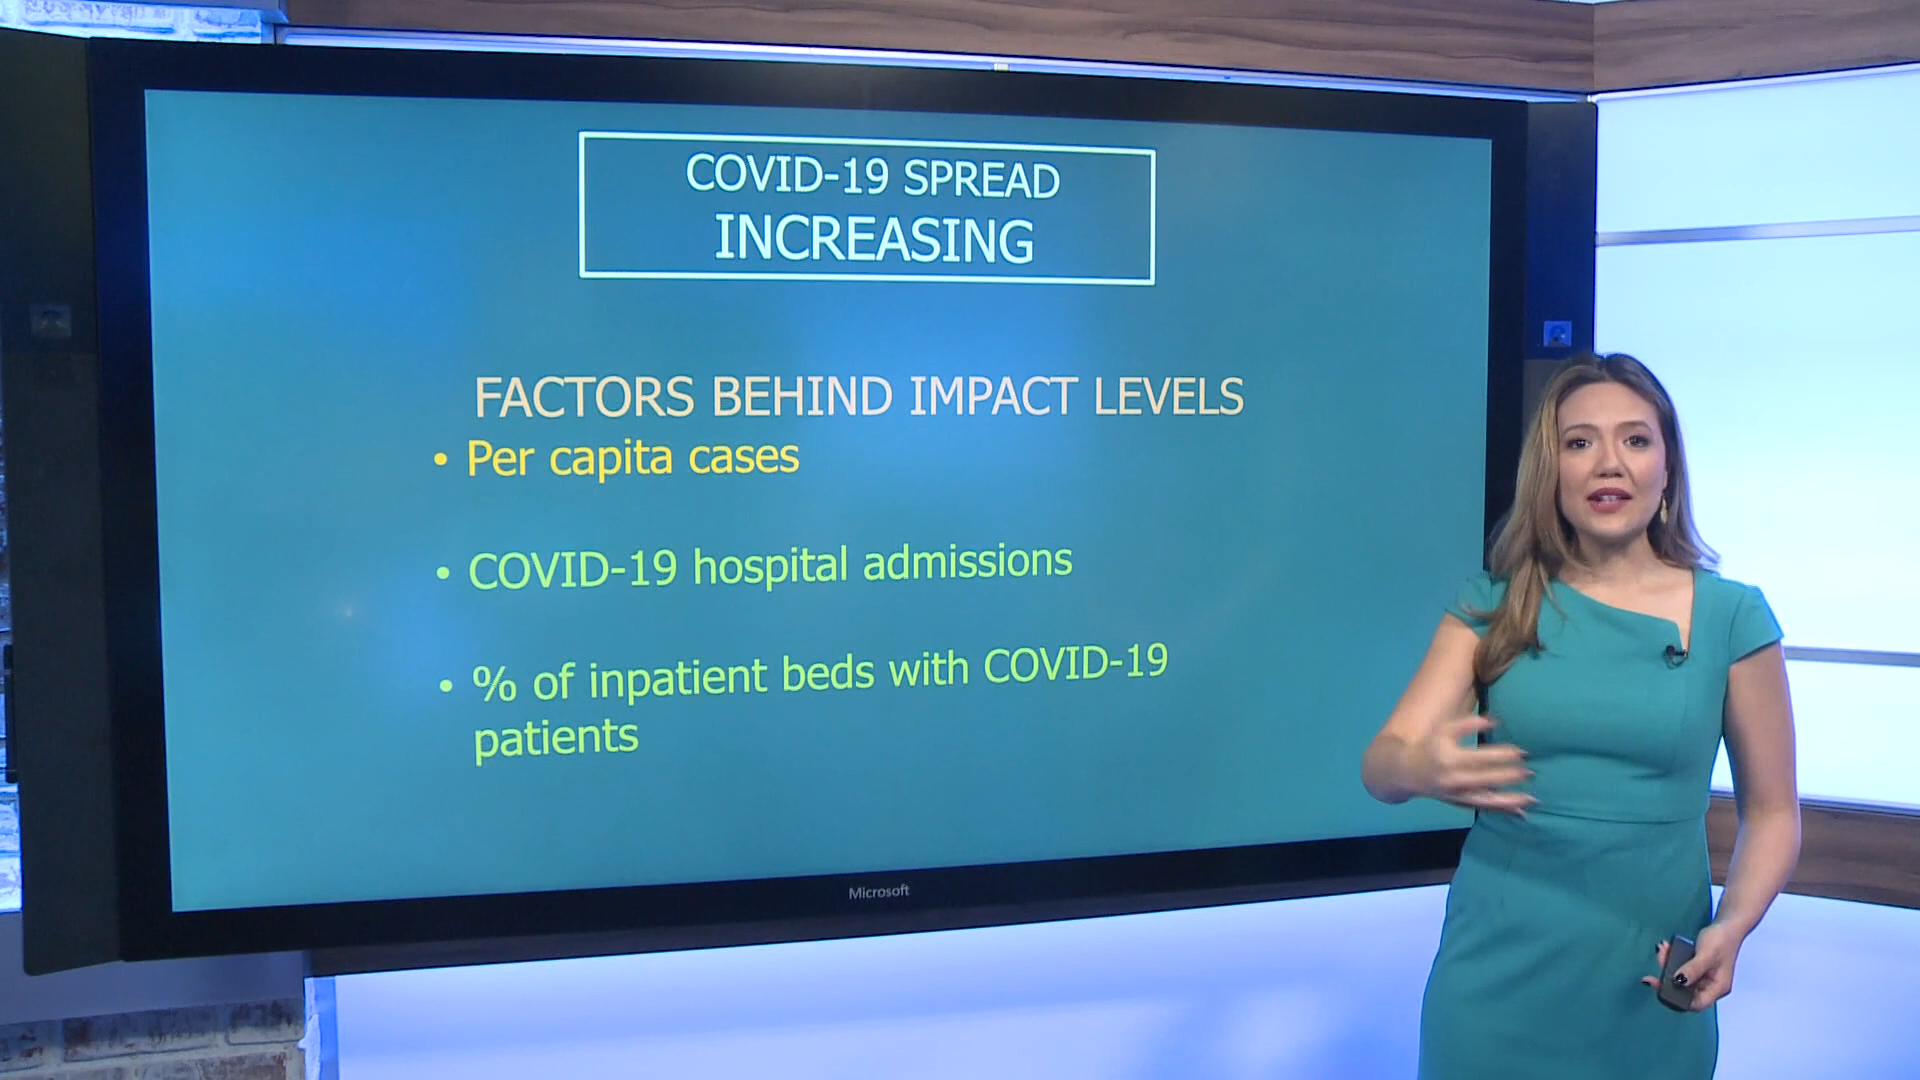 COVID-19 SPREAD
INCREASING
FACTORS BEHIND IMPACT LEVELS
• Per capita cases
• COVID-19 hospital admissions
• % of inpatient beds with COVID-19
patients
Microsoft